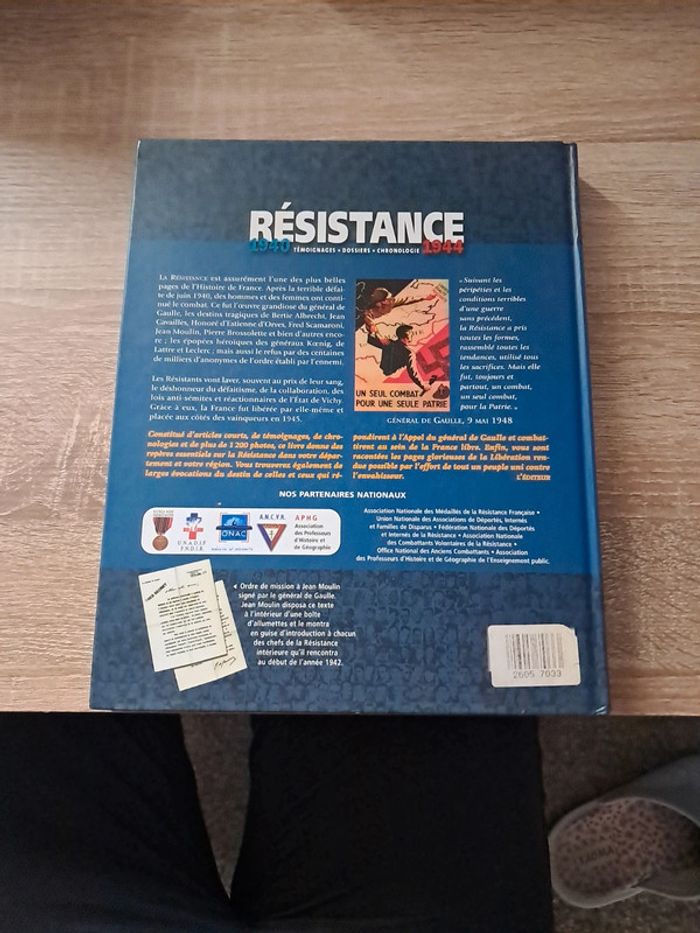 RÉSISTANCE
1940 TÉMOIGNAGES • DOSSIERS • CHRONOLOGIE 1944
LA RÉSISTANCE est assurément l'une des plus belles
pages de l'Histoire de France. Après la terrible défai-
te de juin 1940, des hommes et des femmes ont conti-
nué le combat. Ce fut l'œuvre grandiose du général de
Gaulle, les destins tragiques de Bertie Albrecht, Jean
Cavaillès, Honoré d'Estienne d'Orves, Fred Scamaroni,
Jean Moulin, Pierre Brossolette et bien d'autres enco-
re ; les épopées héroïques des généraux Kœnig, de
Lattre et Leclerc ; mais aussi le refus par des centaines
de milliers d'anonymes de l'ordre établi par l'ennemi.
Les Résistants vont laver, souvent au prix de leur sang,
le déshonneur du défaitisme, de la collaboration, des
lois anti-sémites et réactionnaires de l'État de Vichy.
Grâce à eux, la France fut libérée par elle-même et
placée aux côtés des vainqueurs en 1945.
UN SEUL COMBAT
POUR UNE SEULE PATRIE
« Suivant les
péripéties et les
conditions terribles
d'une guerre
sans précédent,
la Résistance a pris
toutes les formes,
rassemblé toutes les
tendances, utilisé tous
les sacrifices. Mais elle
fut, toujours et
partout, un combat,
un seul combat,
pour la Patrie. »
GÉNÉRAL DE GAULLE, 9 MAI 1948
Constitué d'articles courts, de témoignages, de chro-
nologies et de plus de 1 200 photos, ce livre donne des
repères essentiels sur la Résistance dans votre dépar-
tement et votre région. Vous trouverez également de
larges évocations du destin de celles et ceux qui ré-
pondirent à l'Appel du général de Gaulle et combat-
tirent au sein de la France libre. Enfin, vous sont
racontées les pages glorieuses de la Libération ren-
due possible par l'effort de tout un peuple uni contre
l'envahisseur. L'ÉDITEUR
NOS PARTENAIRES NATIONAUX
U.N.A.D.I.F
F.N.D.I.R.
ONAC
A.N.C.V.R.
APHG
Association
des Professeurs
d'Histoire et
de Géographie
Association Nationale des Médaillés de la Résistance Française •
Union Nationale des Associations de Déportés, Internés
et Familles de Disparus • Fédération Nationale des Déportés
et Internés de la Résistance • Association Nationale
des Combattants Volontaires de la Résistance •
Office National des Anciens Combattants • Association
des Professeurs d'Histoire et de Géographie de l'Enseignement public.
Ordre de mission à Jean Moulin
signé par le général de Gaulle.
Jean Moulin disposa ce texte
à l'intérieur d'une boîte
d'allumettes et le montra
en guise d'introduction à chacun
des chefs de la Résistance
intérieure qu'il rencontra
au début de l'année 1942.
2605 7033